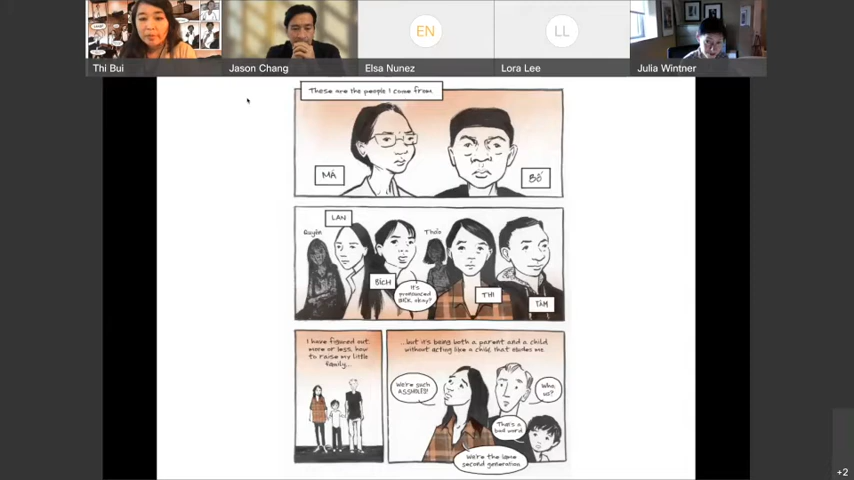 EN
LL
Thi Bui
Jason Chang
Elsa Nunez
Lora Lee
Julia Wintner
These are the people I come from.
MÁ
BỐ
LAN
Quyên
Thảo
BÍCH
It's
pronounced
BICK, okay?
THI
TÂM
I have figured out,
more or less, how
to raise my little
family...
...but it's being both a parent and a child,
without acting like a child, that eludes me.
We're such
ASSHOLES!
Who,
us?
That's a
bad word.
We're the lame
second generation.
+2